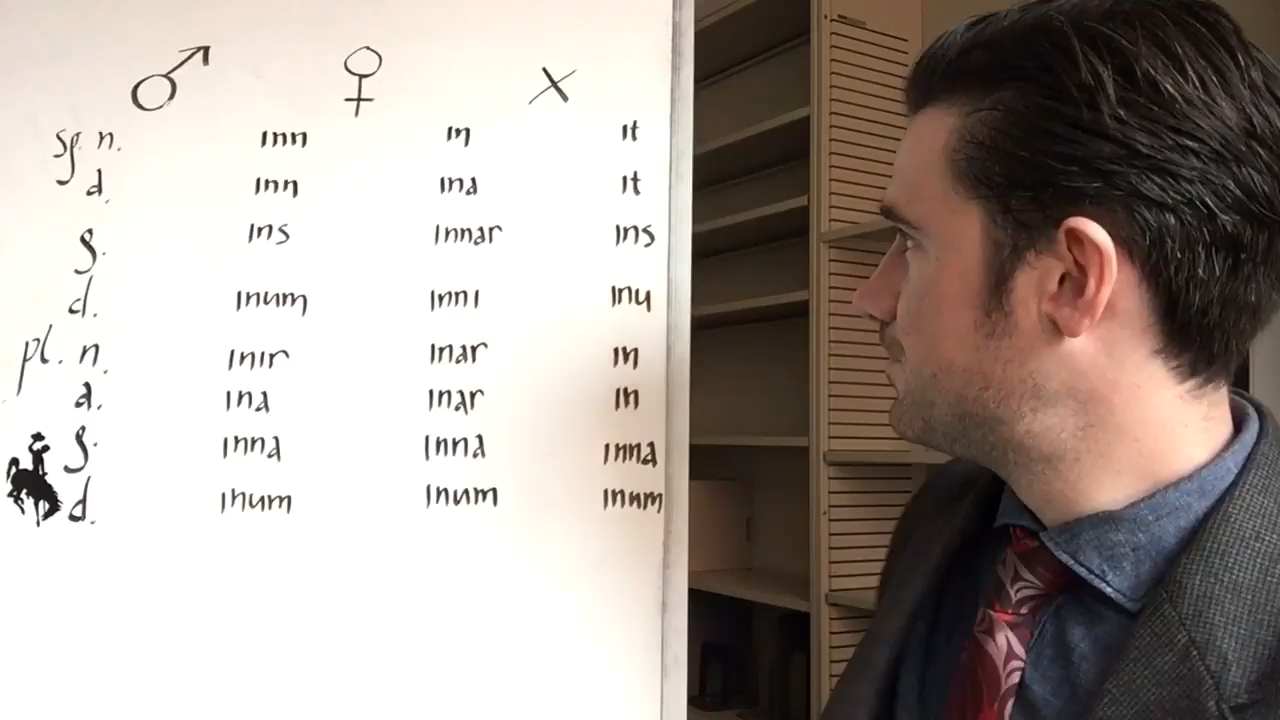 ♂ ♀ X
sg. n. inn in it
a. inn ina it
g. ins innar ins
d. inum inni inu
pl. n. inir inar in
a. ina inar in
g. inna inna inna
d. inum inum inum